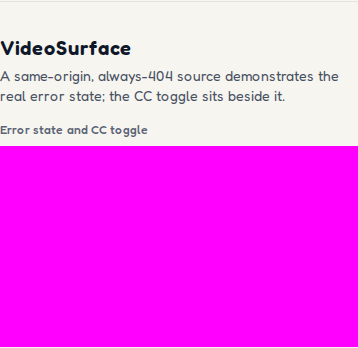 VideoSurface
A same-origin, always-404 source demonstrates the
real error state; the CC toggle sits beside it.
Error state and CC toggle